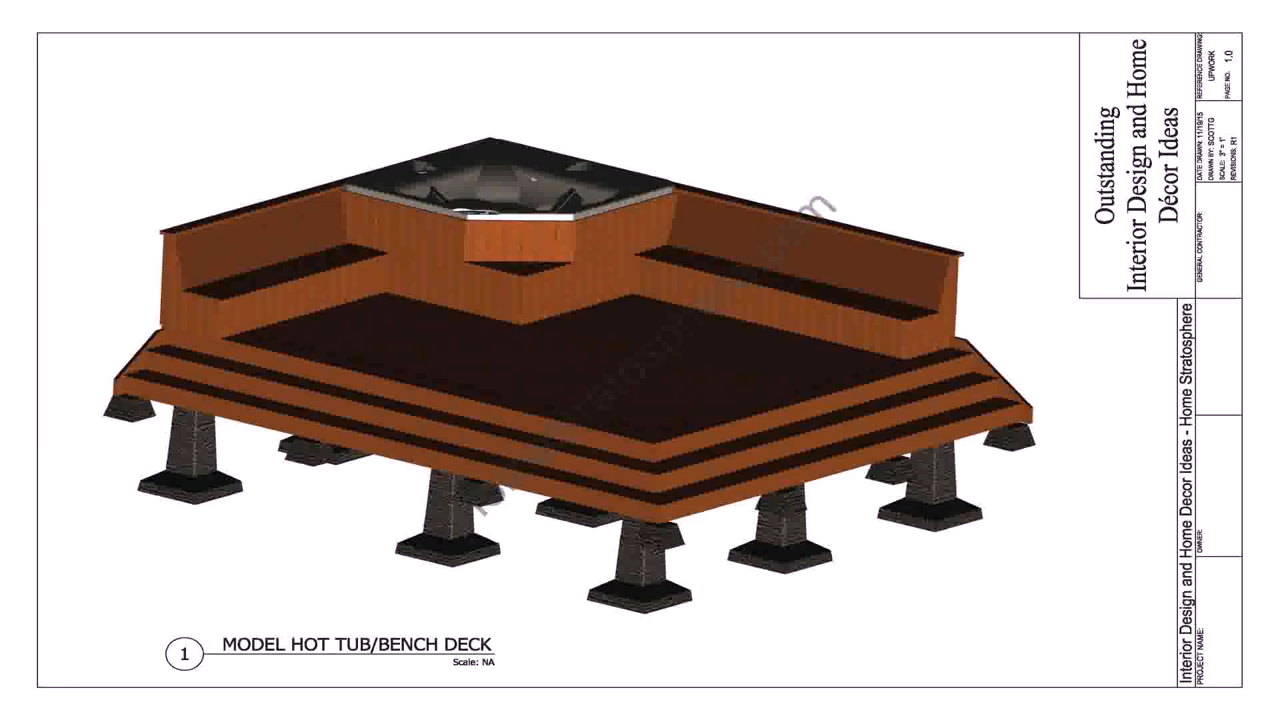 Outstanding
Interior Design and Home
Décor Ideas
REFERENCE DRAWING:
UPWORK
PAGE NO. 1.0
DATE DRAWN: 11/19/15
DRAWN BY: SCOTTG
SCALE: 3" = 1'
REVISIONS: R1
GENERAL CONTRACTOR:
OWNER:
PROJECT NAME:
Interior Design and Home Decor Ideas - Home Stratosphere
1
MODEL HOT TUB/BENCH DECK
Scale: NA